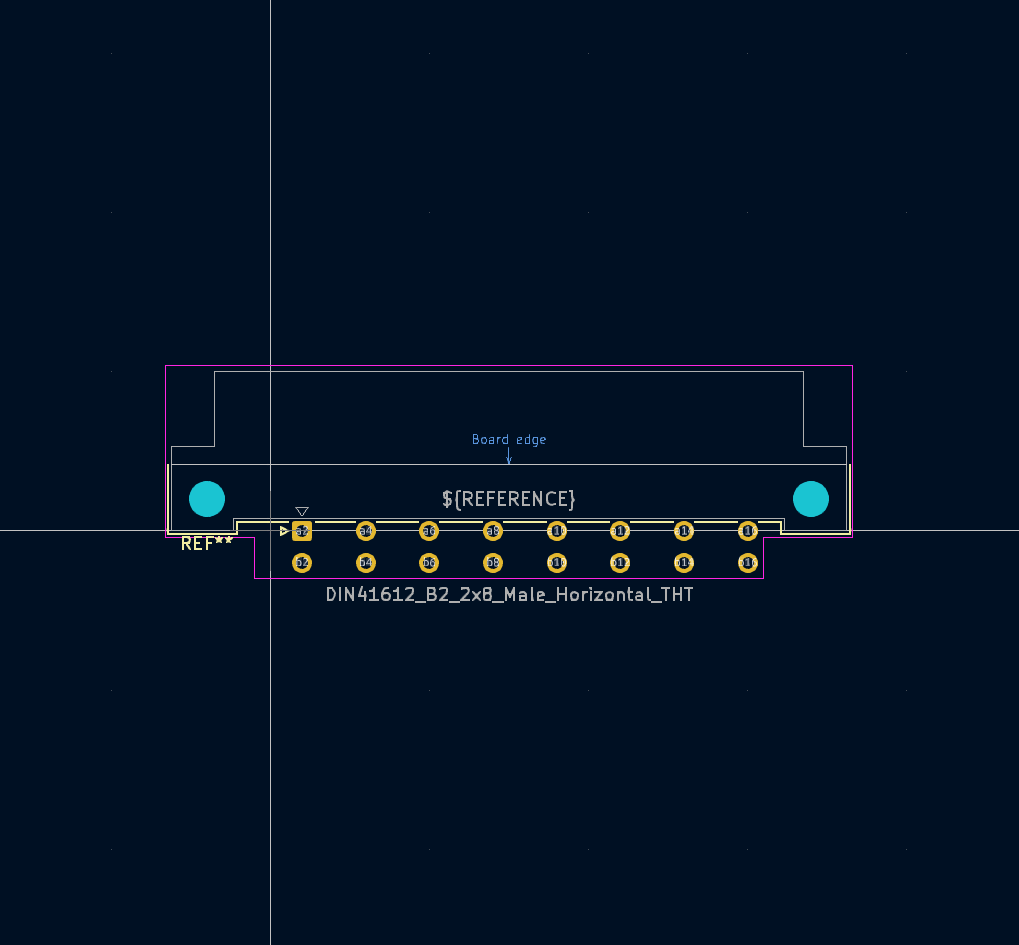 Board edge
${REFERENCE}
REF**
a2 a4 a6 a8 a10 a12 a14 a16
b2 b4 b6 b8 b10 b12 b14 b16
DIN41612_B2_2x8_Male_Horizontal_THT